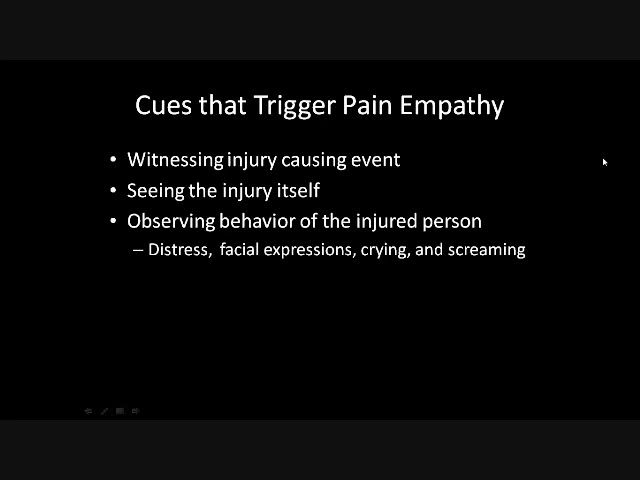 Cues that Trigger Pain Empathy
• Witnessing injury causing event
• Seeing the injury itself
• Observing behavior of the injured person
– Distress, facial expressions, crying, and screaming